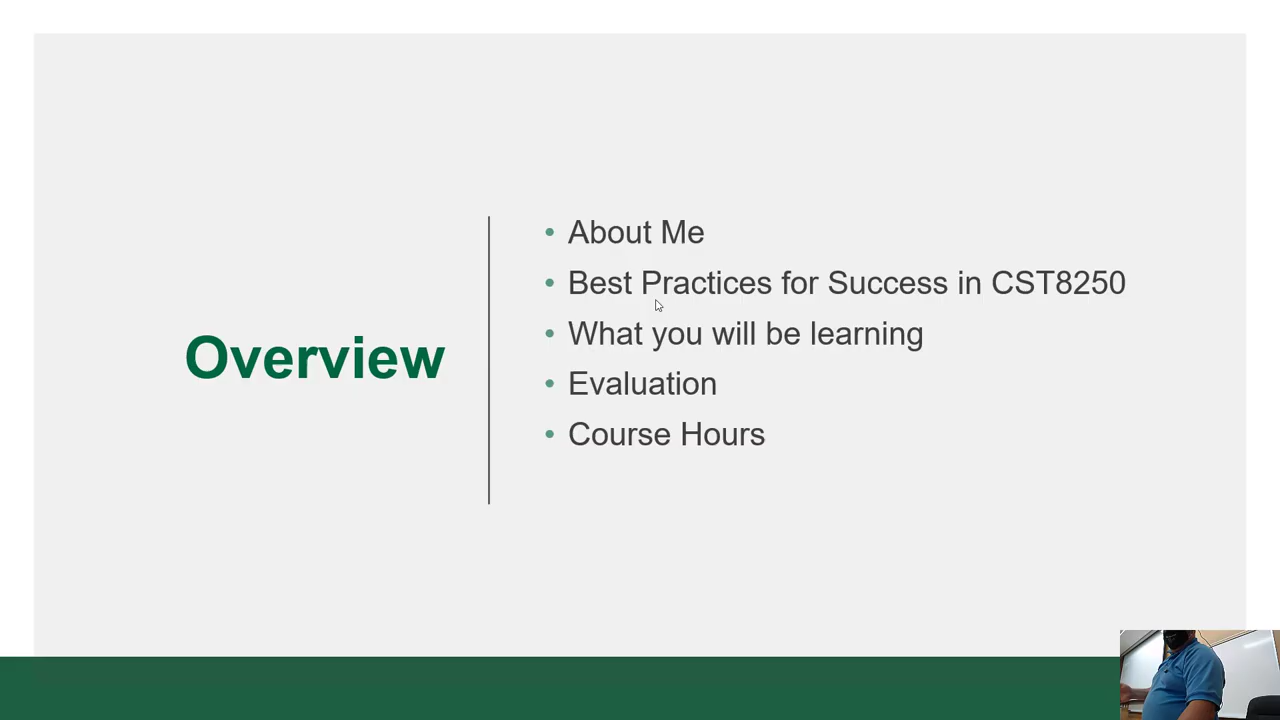 Overview
About Me
Best Practices for Success in CST8250
What you will be learning
Evaluation
Course Hours